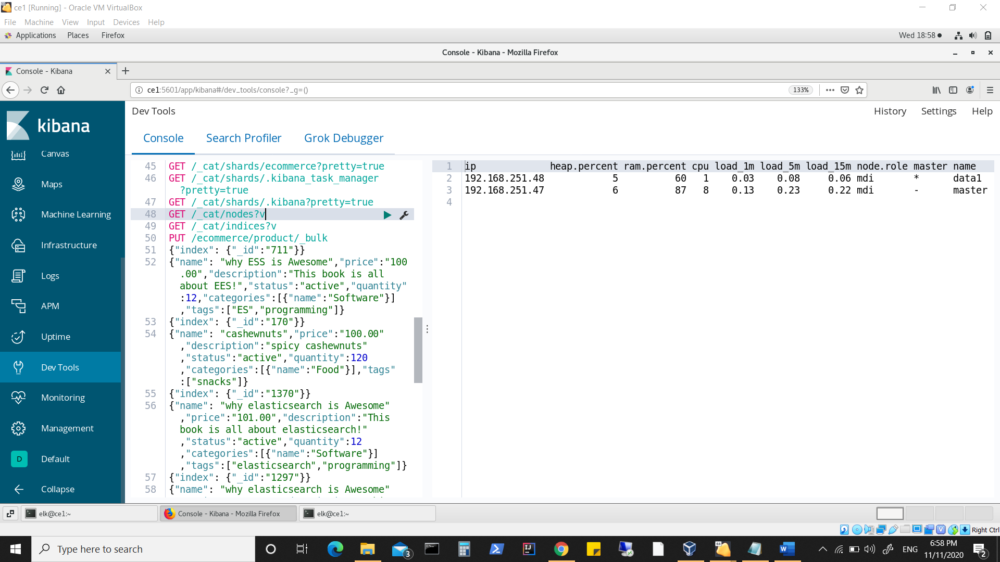 ce1 [Running] - Oracle VM VirtualBox
File Machine View Input Devices Help
Applications Places Firefox
Wed 18:58
Console - Kibana - Mozilla Firefox
Console - Kibana
ce1:5601/app/kibana#/dev_tools/console?_g=()
133%
kibana
Canvas
Maps
Machine Learning
Infrastructure
Logs
APM
Uptime
Dev Tools
Monitoring
Management
D Default
Collapse
Dev Tools
History Settings Help
Console Search Profiler Grok Debugger
45 GET /_cat/shards/ecommerce?pretty=true
46 GET /_cat/shards/.kibana_task_manager
?pretty=true
47 GET /_cat/shards/.kibana?pretty=true
48 GET /_cat/nodes?v
49 GET /_cat/indices?v
50 PUT /ecommerce/product/_bulk
51 {"index": {"_id":"711"}}
52 {"name": "why ESS is Awesome","price":"100
.00","description":"This book is all
about EES!","status":"active","quantity"
:12,"categories":[{"name":"Software"}]
,"tags":["ES","programming"]}
53 {"index": {"_id":"170"}}
54 {"name": "cashewnuts","price":"100.00"
,"description":"spicy cashewnuts"
,"status":"active","quantity":120
,"categories":[{"name":"Food"}],"tags"
:["snacks"]}
55 {"index": {"_id":"1370"}}
56 {"name": "why elasticsearch is Awesome"
,"price":"101.00","description":"This
book is all about elasticsearch!"
,"status":"active","quantity":12
,"categories":[{"name":"Software"}]
,"tags":["elasticsearch","programming"]}
57 {"index": {"_id":"1297"}}
58 {"name": "why elasticsearch is Awesome"
1 ip heap.percent ram.percent cpu load_1m load_5m load_15m node.role master name
2 192.168.251.48 5 60 1 0.03 0.08 0.06 mdi * data1
3 192.168.251.47 6 87 8 0.13 0.23 0.22 mdi - master
4
elk@ce1:~
Console - Kibana - Mozilla Firefox
elk@ce1:~
Right Ctrl
Type here to search
3
ENG
6:58 PM
11/11/2020
2